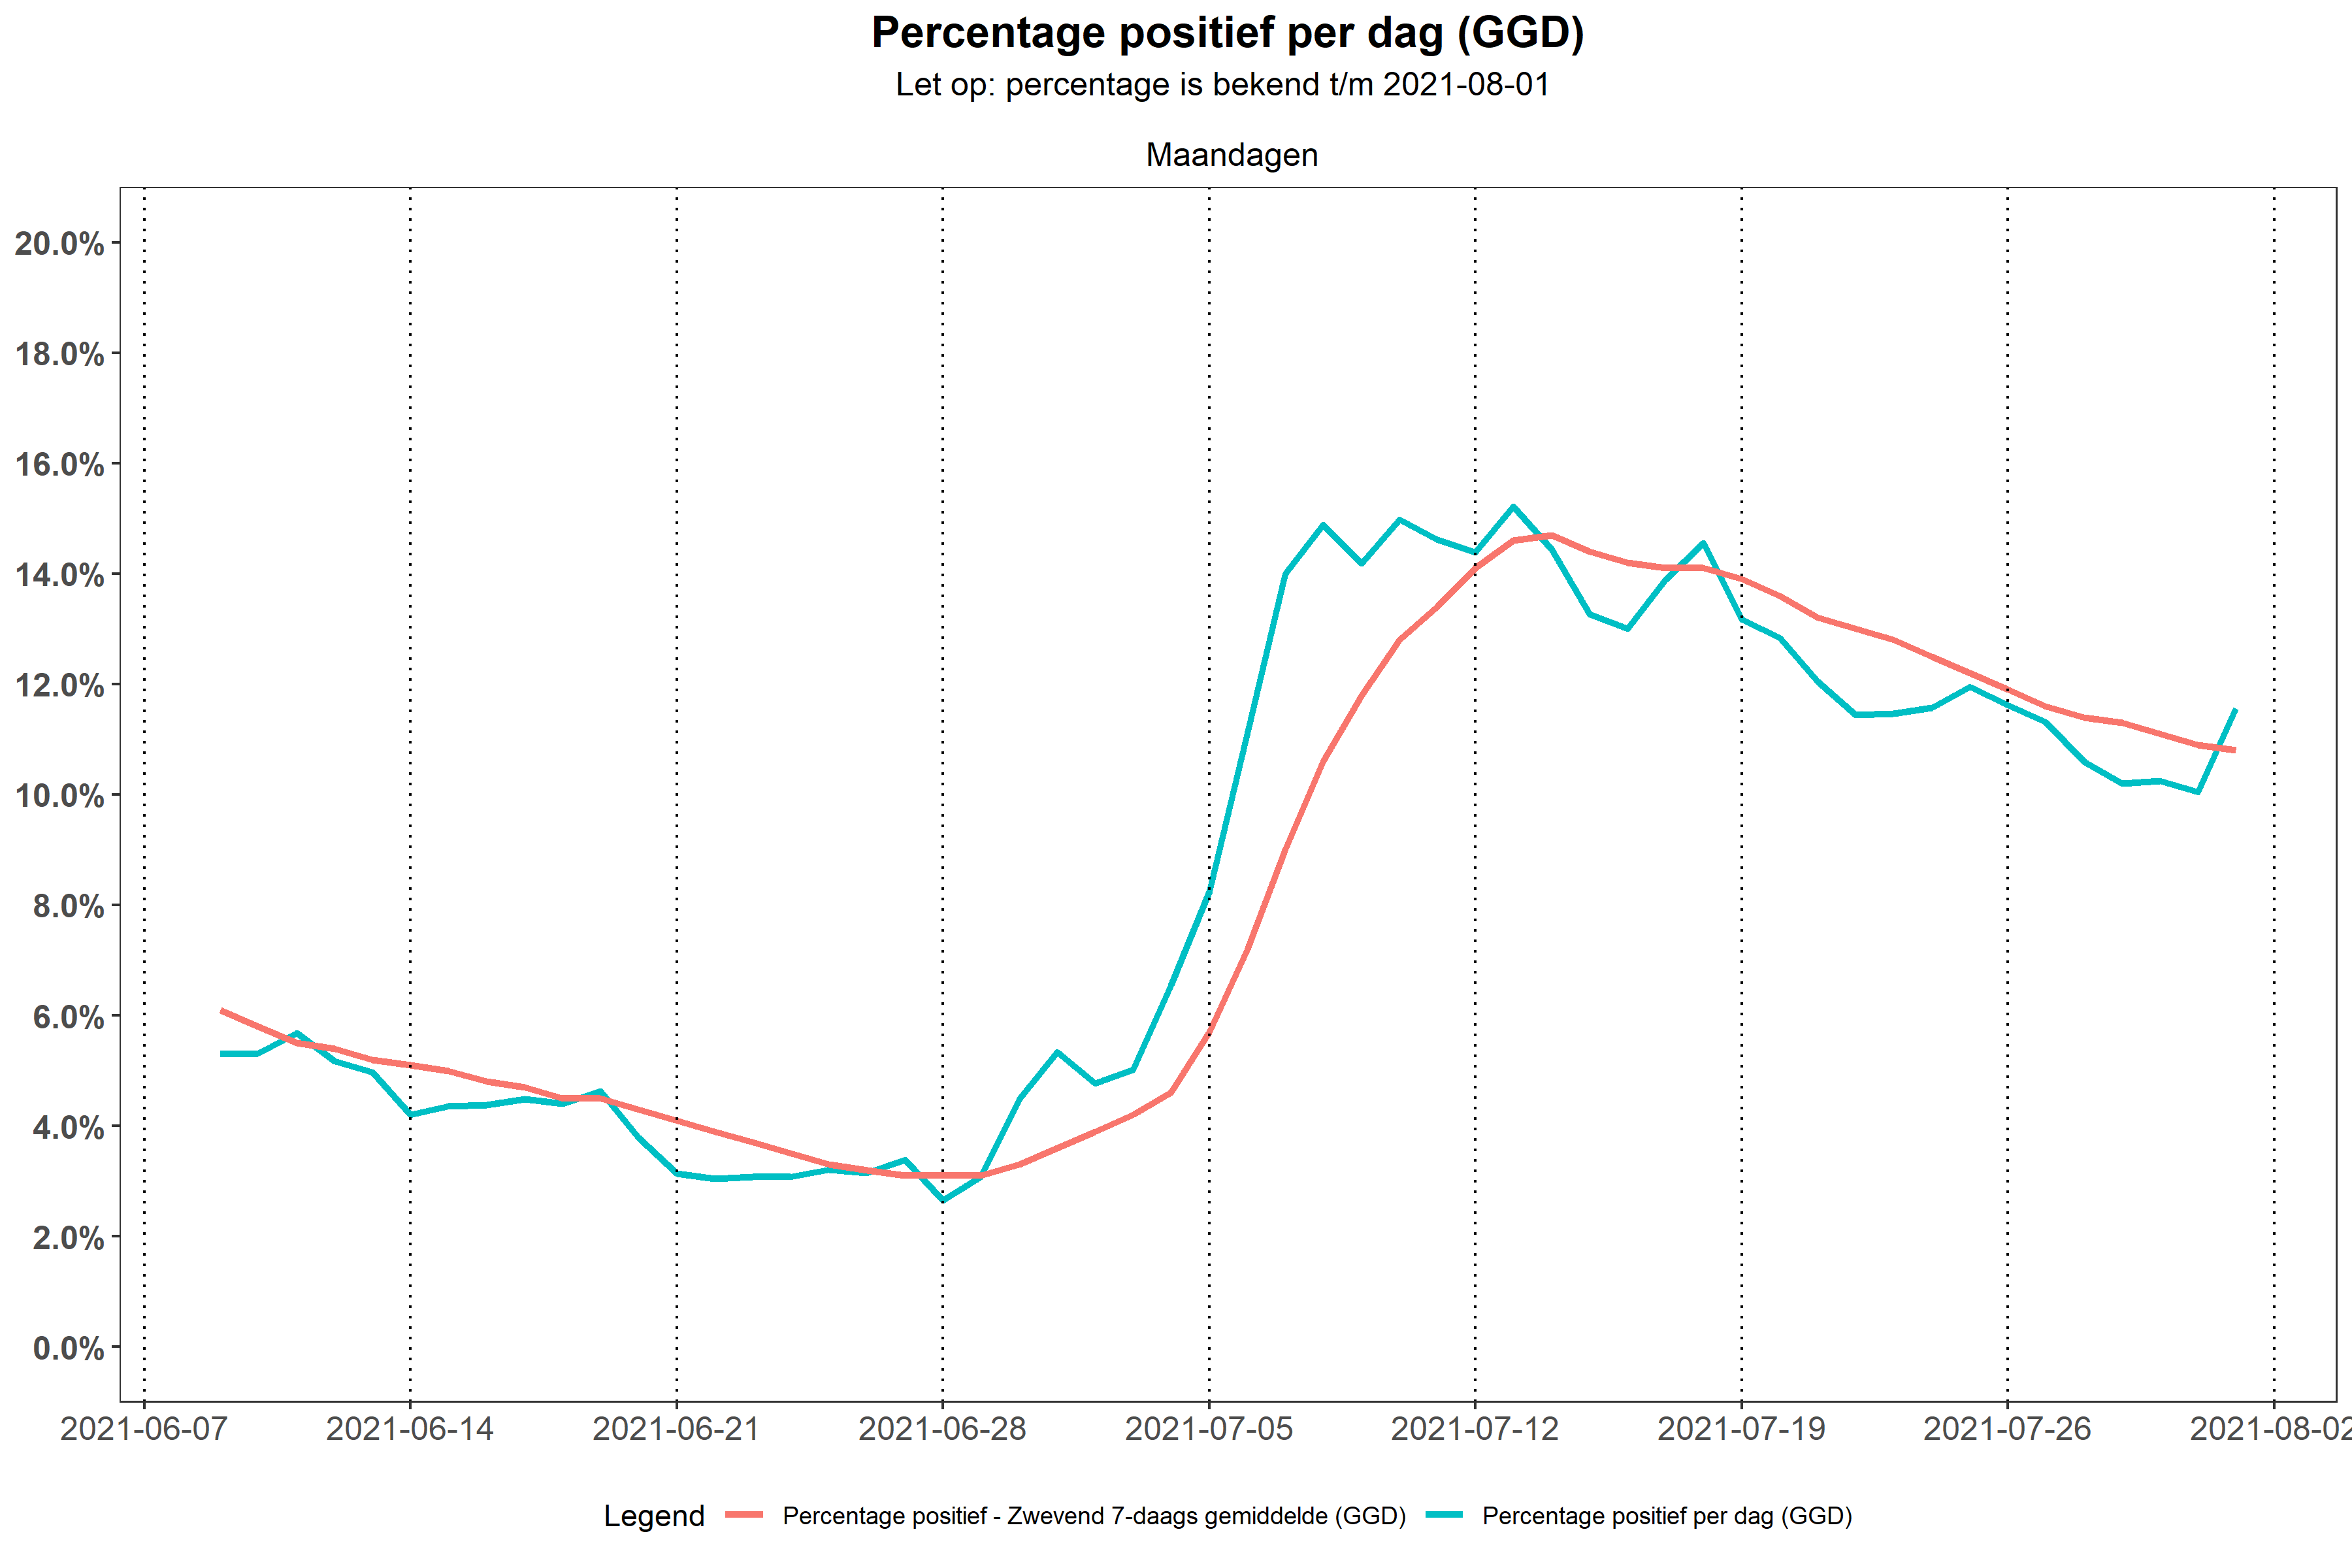 Percentage positief per dag (GGD)
Let op: percentage is bekend t/m 2021-08-01
Maandagen
20.0%
18.0%
16.0%
14.0%
12.0%
10.0%
8.0%
6.0%
4.0%
2.0%
0.0%
2021-06-07 2021-06-14 2021-06-21 2021-06-28 2021-07-05 2021-07-12 2021-07-19 2021-07-26 2021-08-02
Legend Percentage positief - Zwevend 7-daags gemiddelde (GGD) Percentage positief per dag (GGD)